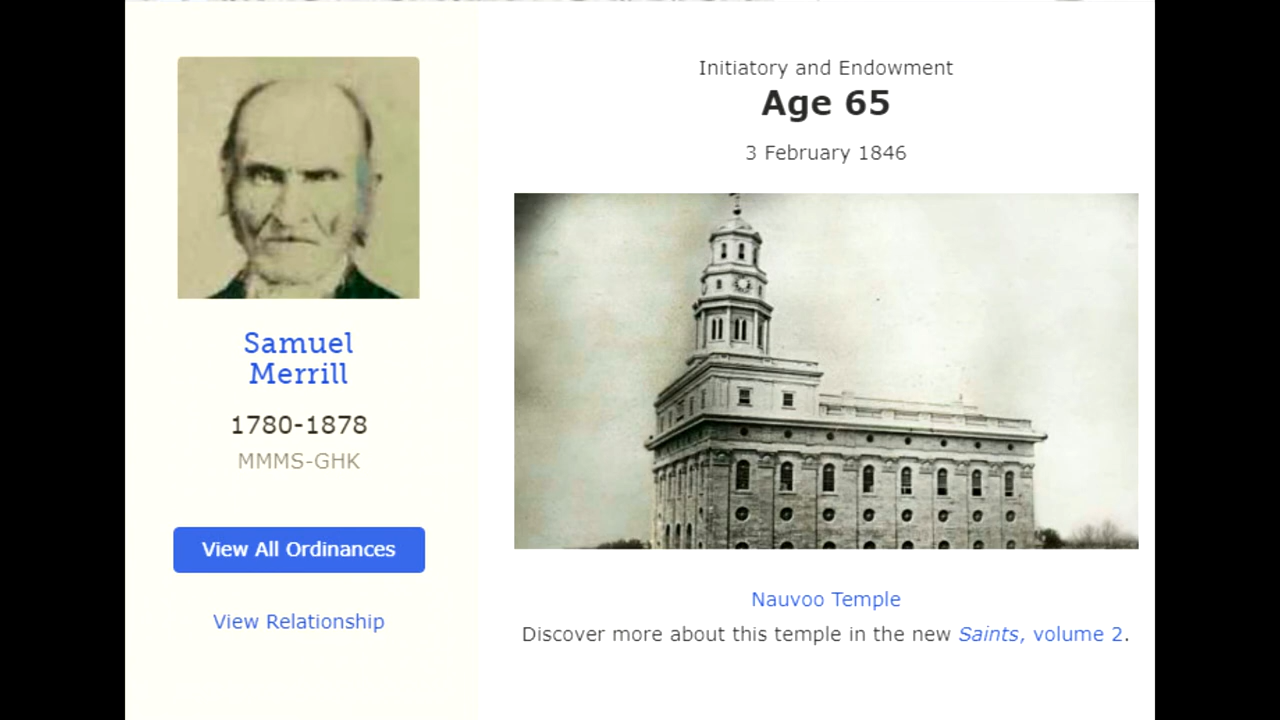 Samuel
Merrill
1780-1878
MMMS-GHK
View All Ordinances
View Relationship
Initiatory and Endowment
Age 65
3 February 1846
Nauvoo Temple
Discover more about this temple in the new Saints, volume 2.